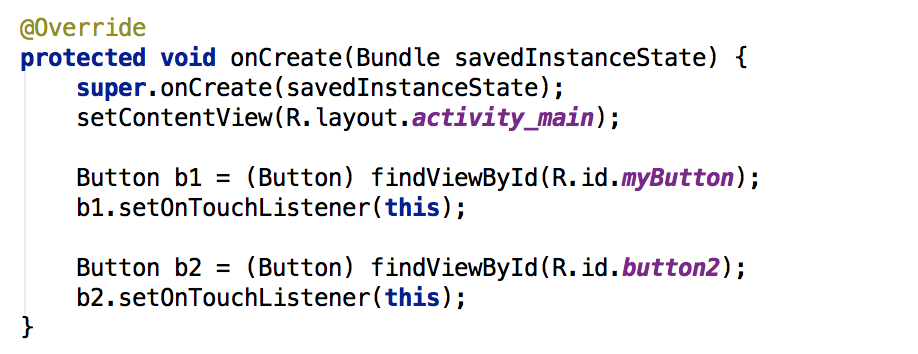 @Override
protected void onCreate(Bundle savedInstanceState) {
    super.onCreate(savedInstanceState);
    setContentView(R.layout.activity_main);

    Button b1 = (Button) findViewById(R.id.myButton);
    b1.setOnTouchListener(this);

    Button b2 = (Button) findViewById(R.id.button2);
    b2.setOnTouchListener(this);
}